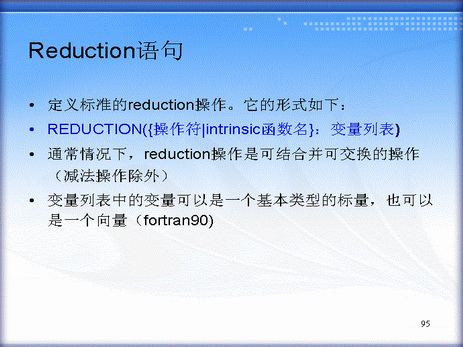 Reduction语句
• 定义标准的reduction操作。它的形式如下：
• REDUCTION({操作符|intrinsic函数名}：变量列表)
• 通常情况下，reduction操作是可结合并可交换的操作
（减法操作除外）
• 变量列表中的变量可以是一个基本类型的标量，也可以
是一个向量（fortran90)
95